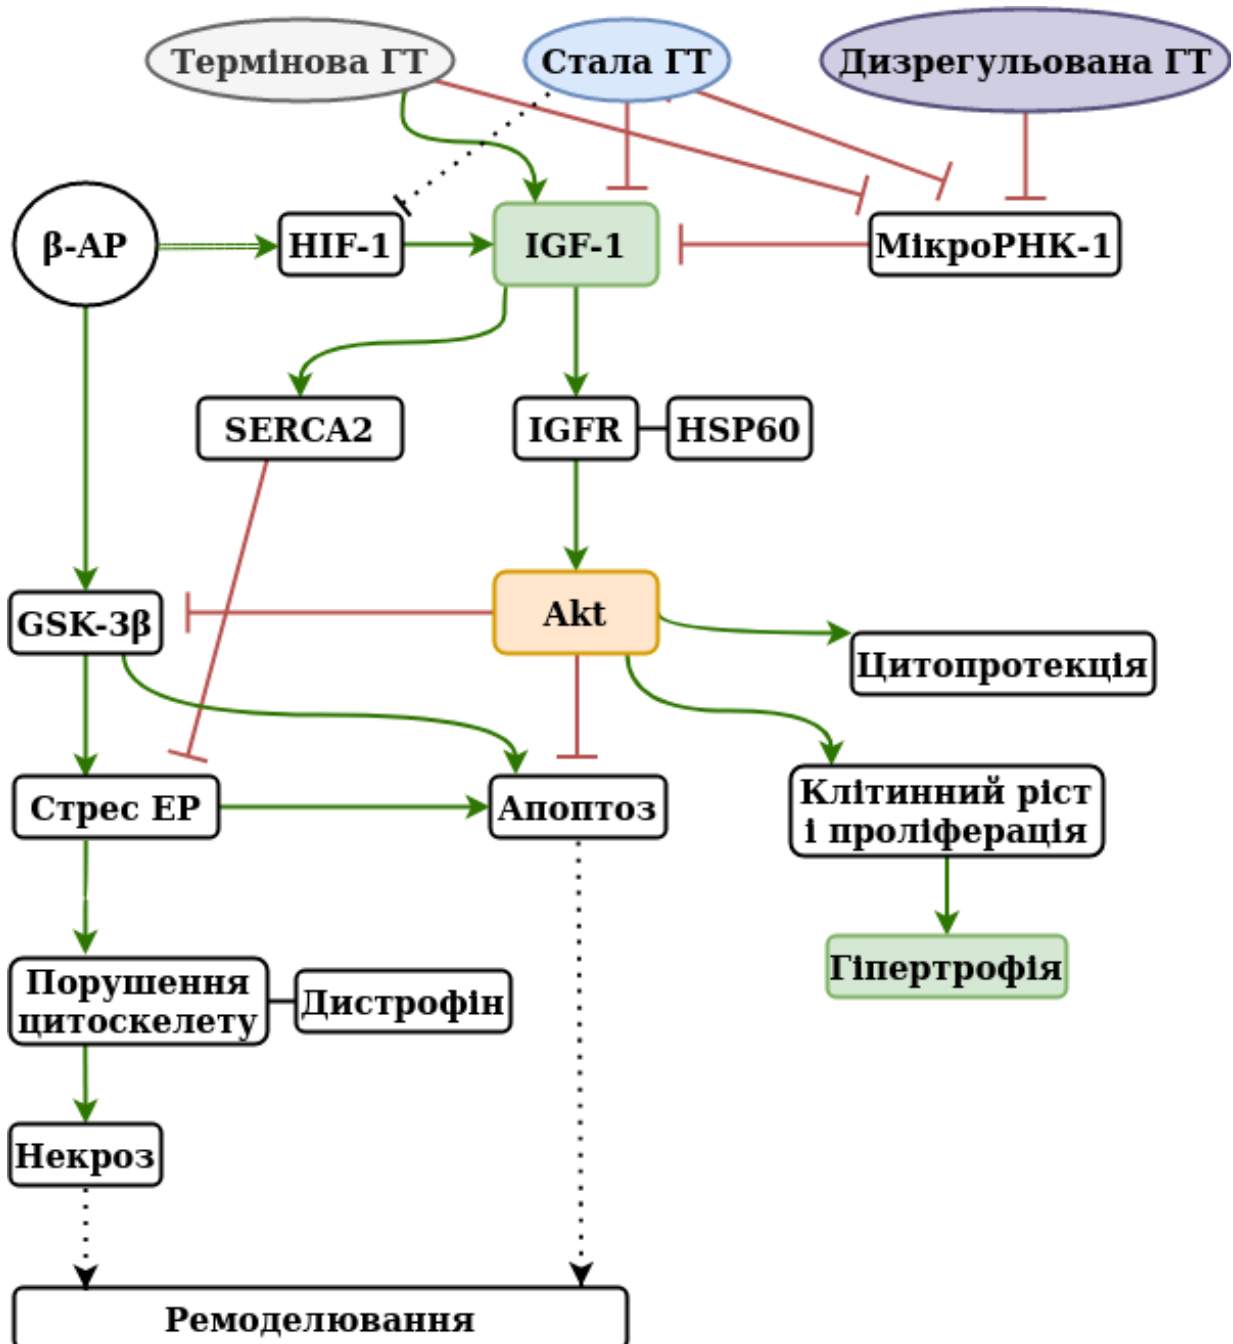 Термінова ГТ
Стала ГТ
Дизрегульована ГТ
β-АР
HIF-1
IGF-1
МікроРНК-1
SERCA2
IGFR
HSP60
GSK-3β
Akt
Цитопротекція
Стрес ЕР
Апоптоз
Клітинний ріст
і проліферація
Порушення
цитоскелету
Дистрофін
Гіпертрофія
Некроз
Ремоделювання